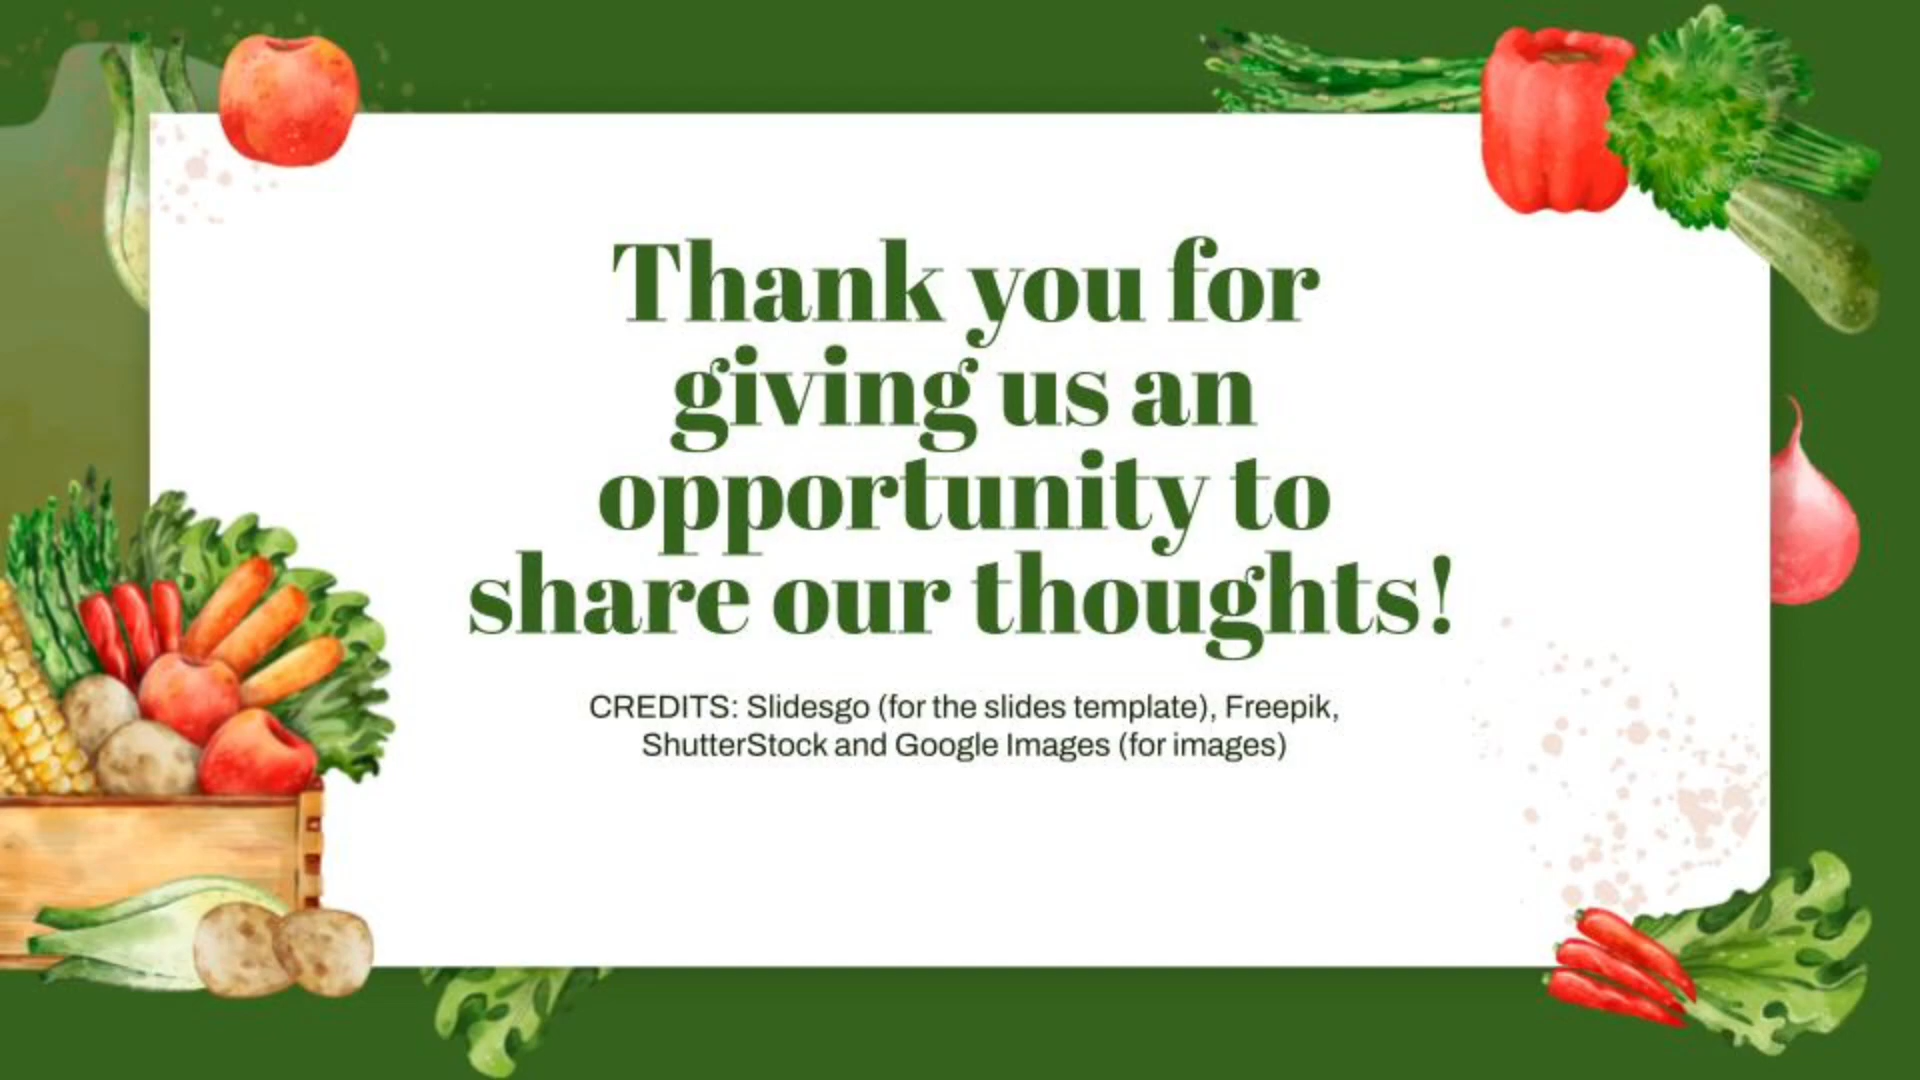 Thank you for
giving us an
opportunity to
share our thoughts!
CREDITS: Slidesgo (for the slides template), Freepik,
ShutterStock and Google Images (for images)